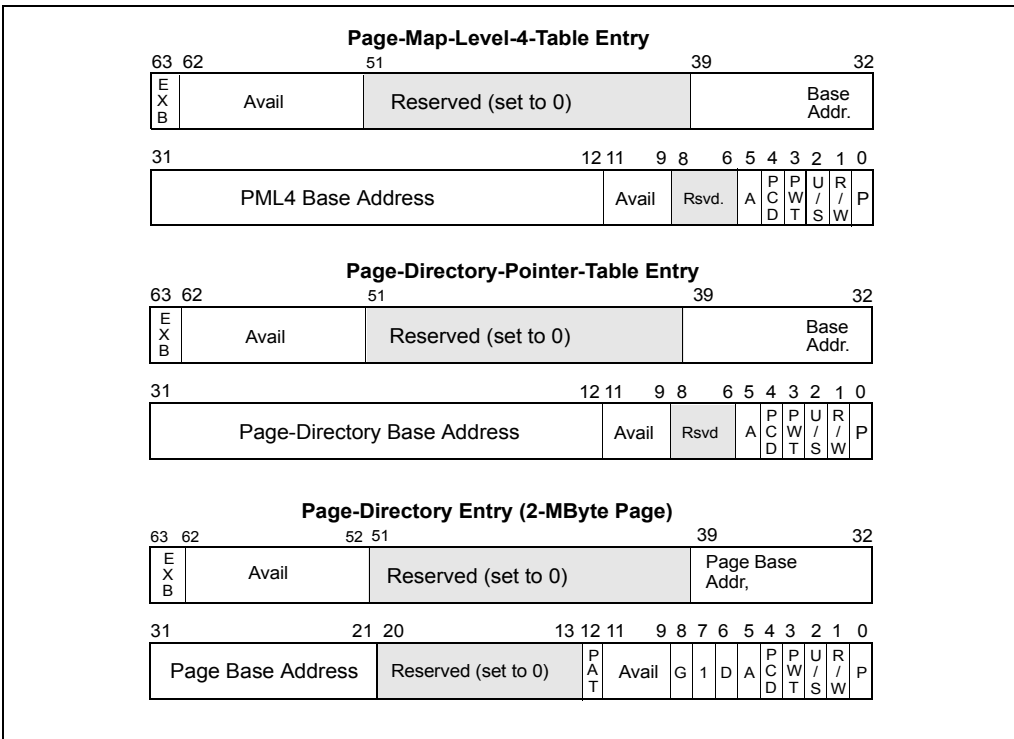 Page-Map-Level-4-Table Entry
63 62 51 39 32
E X B Avail Reserved (set to 0) Base Addr.
31 12 11 9 8 6 5 4 3 2 1 0
PML4 Base Address Avail Rsvd. A P C D P W T U / S R / W P
Page-Directory-Pointer-Table Entry
63 62 51 39 32
E X B Avail Reserved (set to 0) Base Addr.
31 12 11 9 8 6 5 4 3 2 1 0
Page-Directory Base Address Avail Rsvd A P C D P W T U / S R / W P
Page-Directory Entry (2-MByte Page)
63 62 52 51 39 32
E X B Avail Reserved (set to 0) Page Base Addr,
31 21 20 13 12 11 9 8 7 6 5 4 3 2 1 0
Page Base Address Reserved (set to 0) P A T Avail G 1 D A P C D P W T U / S R / W P